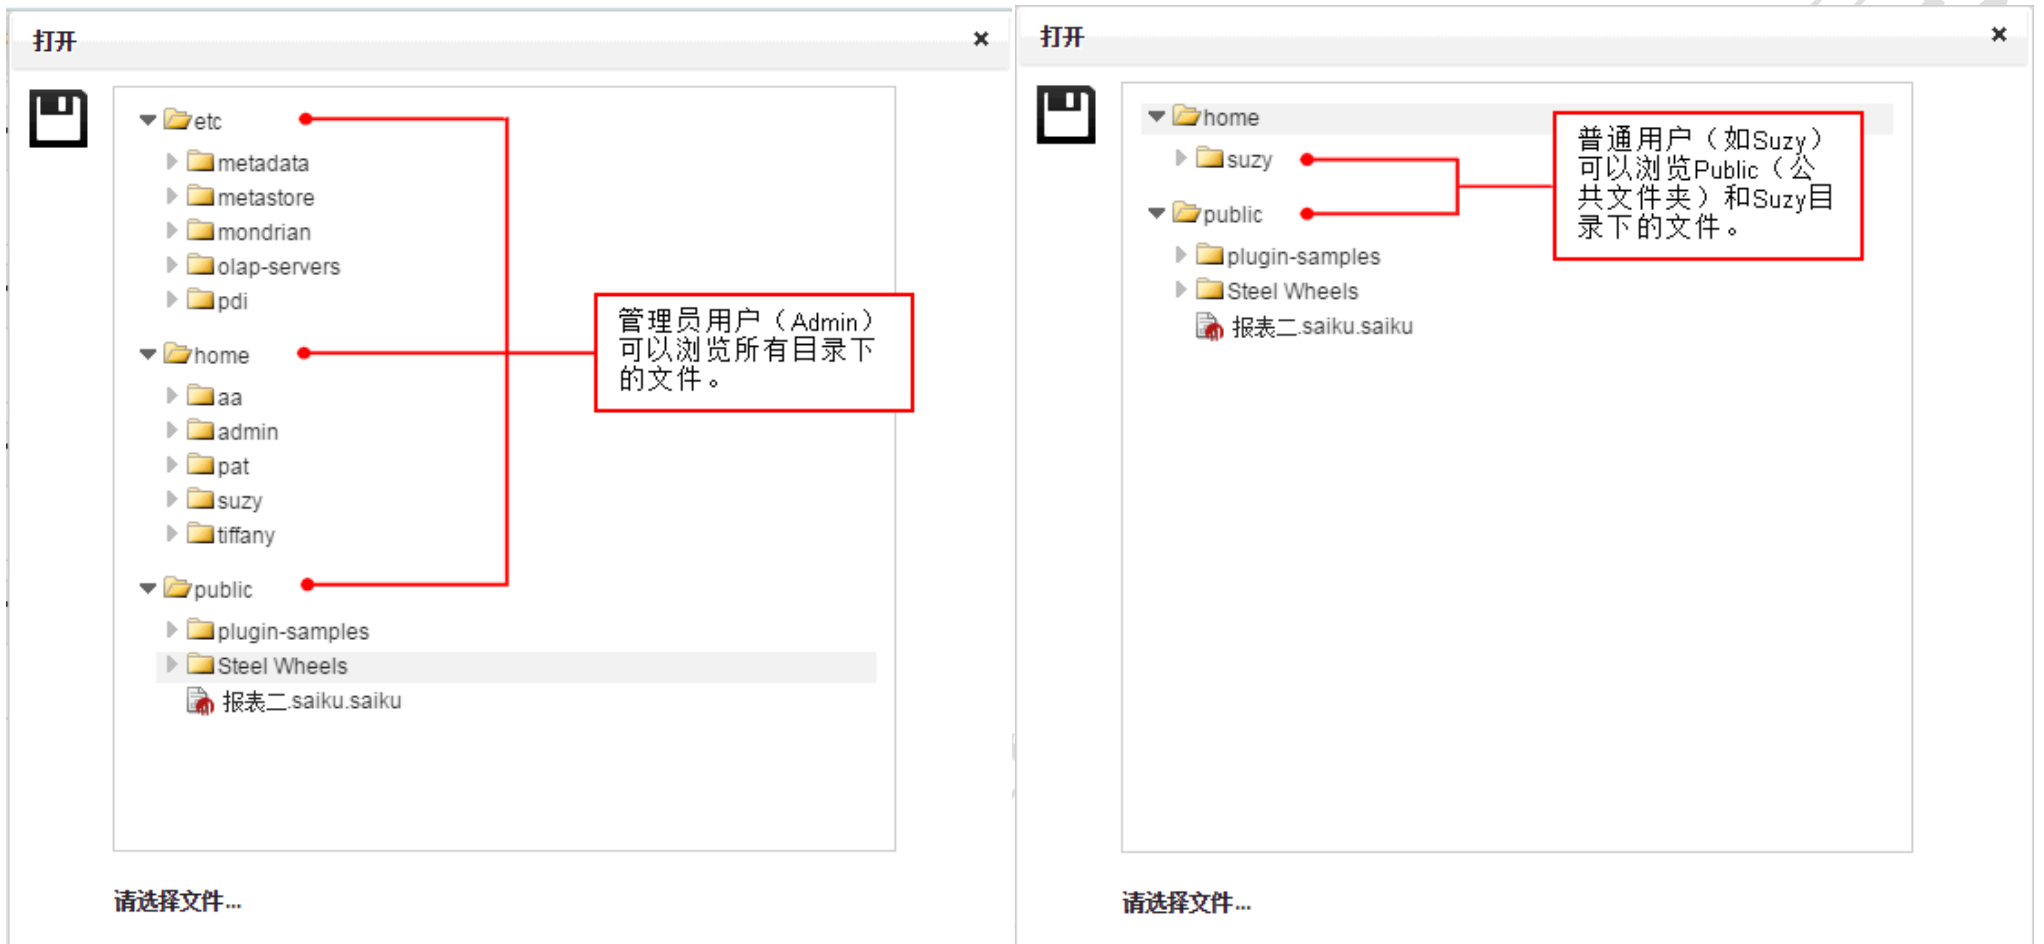 打开
etc
metadata
metastore
mondrian
olap-servers
pdi
home
aa
admin
pat
suzy
tiffany
public
plugin-samples
Steel Wheels
报表二.saiku.saiku
管理员用户（Admin）
可以浏览所有目录下
的文件。
请选择文件...
打开
home
suzy
public
plugin-samples
Steel Wheels
报表二.saiku.saiku
普通用户（如Suzy）
可以浏览Public（公
共文件夹）和Suzy目
录下的文件。
请选择文件...